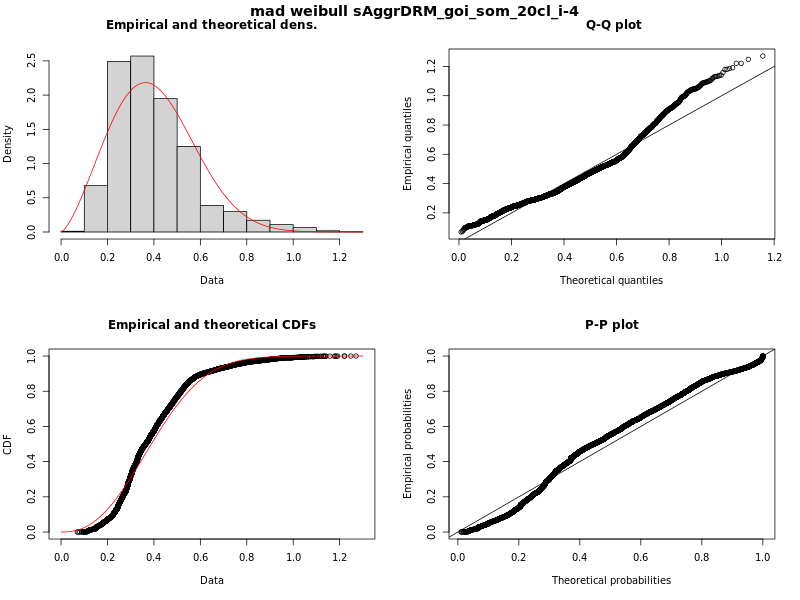 mad weibull sAggrDRM_goi_som_20cl_i-4
Empirical and theoretical dens.
Density
0.0 0.5 1.0 1.5 2.0 2.5
0.0 0.2 0.4 0.6 0.8 1.0 1.2
Data
Q-Q plot
Empirical quantiles
0.2 0.4 0.6 0.8 1.0 1.2
0.0 0.2 0.4 0.6 0.8 1.0 1.2
Theoretical quantiles
Empirical and theoretical CDFs
CDF
0.0 0.2 0.4 0.6 0.8 1.0
0.0 0.2 0.4 0.6 0.8 1.0 1.2
Data
P-P plot
Empirical probabilities
0.0 0.2 0.4 0.6 0.8 1.0
0.0 0.2 0.4 0.6 0.8 1.0
Theoretical probabilities